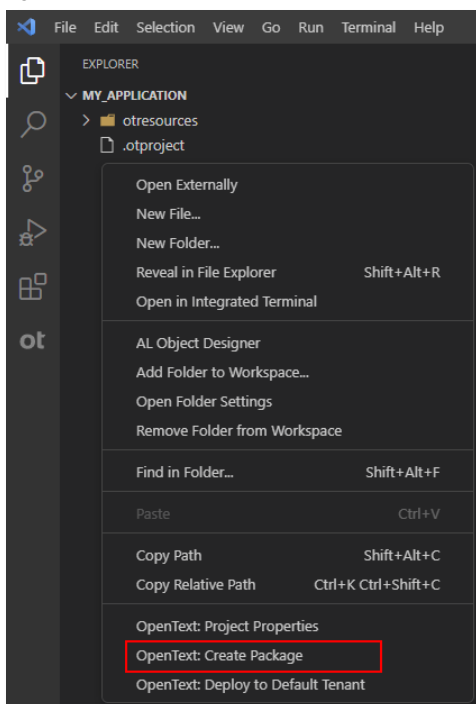 File Edit Selection View Go Run Terminal Help
EXPLORER
MY_APPLICATION
otresources
.otproject
Open Externally
New File...
New Folder...
Reveal in File Explorer Shift+Alt+R
Open in Integrated Terminal
ot
AL Object Designer
Add Folder to Workspace...
Open Folder Settings
Remove Folder from Workspace
Find in Folder... Shift+Alt+F
Paste Ctrl+V
Copy Path Shift+Alt+C
Copy Relative Path Ctrl+K Ctrl+Shift+C
OpenText: Project Properties
OpenText: Create Package
OpenText: Deploy to Default Tenant